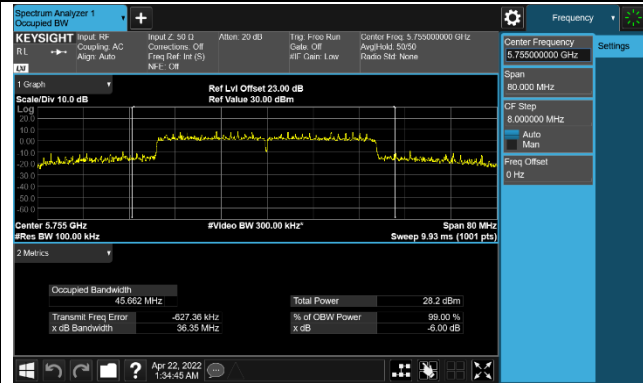 Spectrum Analyzer 1
Occupied BW
Frequency
KEYSIGHT
RL
LXI
Input: RF
Coupling: AC
Align: Auto
Input Z: 50 Ω
Corrections: Off
Freq Ref: Int (S)
NFE: Off
Atten: 20 dB
Trig: Free Run
Gate: Off
#IF Gain: Low
Center Freq: 5.755000000 GHz
Avg|Hold: 50/50
Radio Std: None
Center Frequency
5.755000000 GHz
Settings
Span
80.000 MHz
CF Step
8.000000 MHz
Auto
Man
Freq Offset
0 Hz
1 Graph
Scale/Div 10.0 dB
Ref Lvl Offset 23.00 dB
Ref Value 30.00 dBm
Log
20.0
10.0
0.00
-10.0
-20.0
-30.0
-40.0
-50.0
-60.0
Center 5.755 GHz
#Res BW 100.00 kHz
#Video BW 300.00 kHz*
Span 80 MHz
Sweep 9.93 ms (1001 pts)
2 Metrics
Occupied Bandwidth
45.662 MHz
Total Power 28.2 dBm
Transmit Freq Error -627.36 kHz
% of OBW Power 99.00 %
x dB Bandwidth 36.35 MHz
x dB -6.00 dB
?
Apr 22, 2022
1:34:45 AM